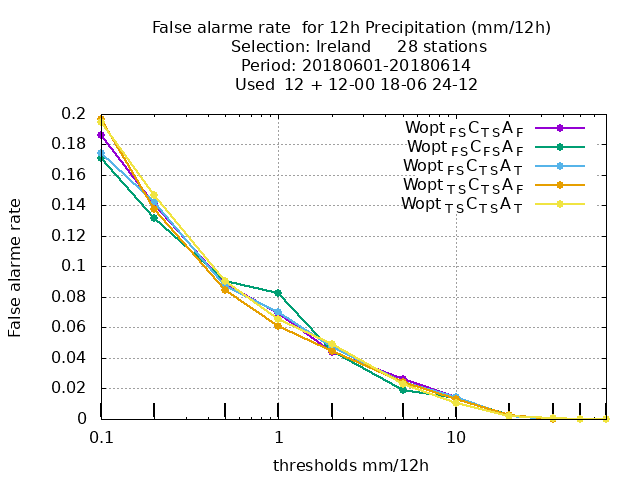 False alarme rate  for 12h Precipitation (mm/12h)
Selection: Ireland     28 stations
Period: 20180601-20180614
Used  12 + 12-00 18-06 24-12
Wopt FS C TS A F
Wopt FS C FS A F
Wopt FS C TS A T
Wopt TS C TS A F
Wopt TS C TS A T
False alarme rate
0.2
0.18
0.16
0.14
0.12
0.1
0.08
0.06
0.04
0.02
0
0.1 1 10
thresholds mm/12h